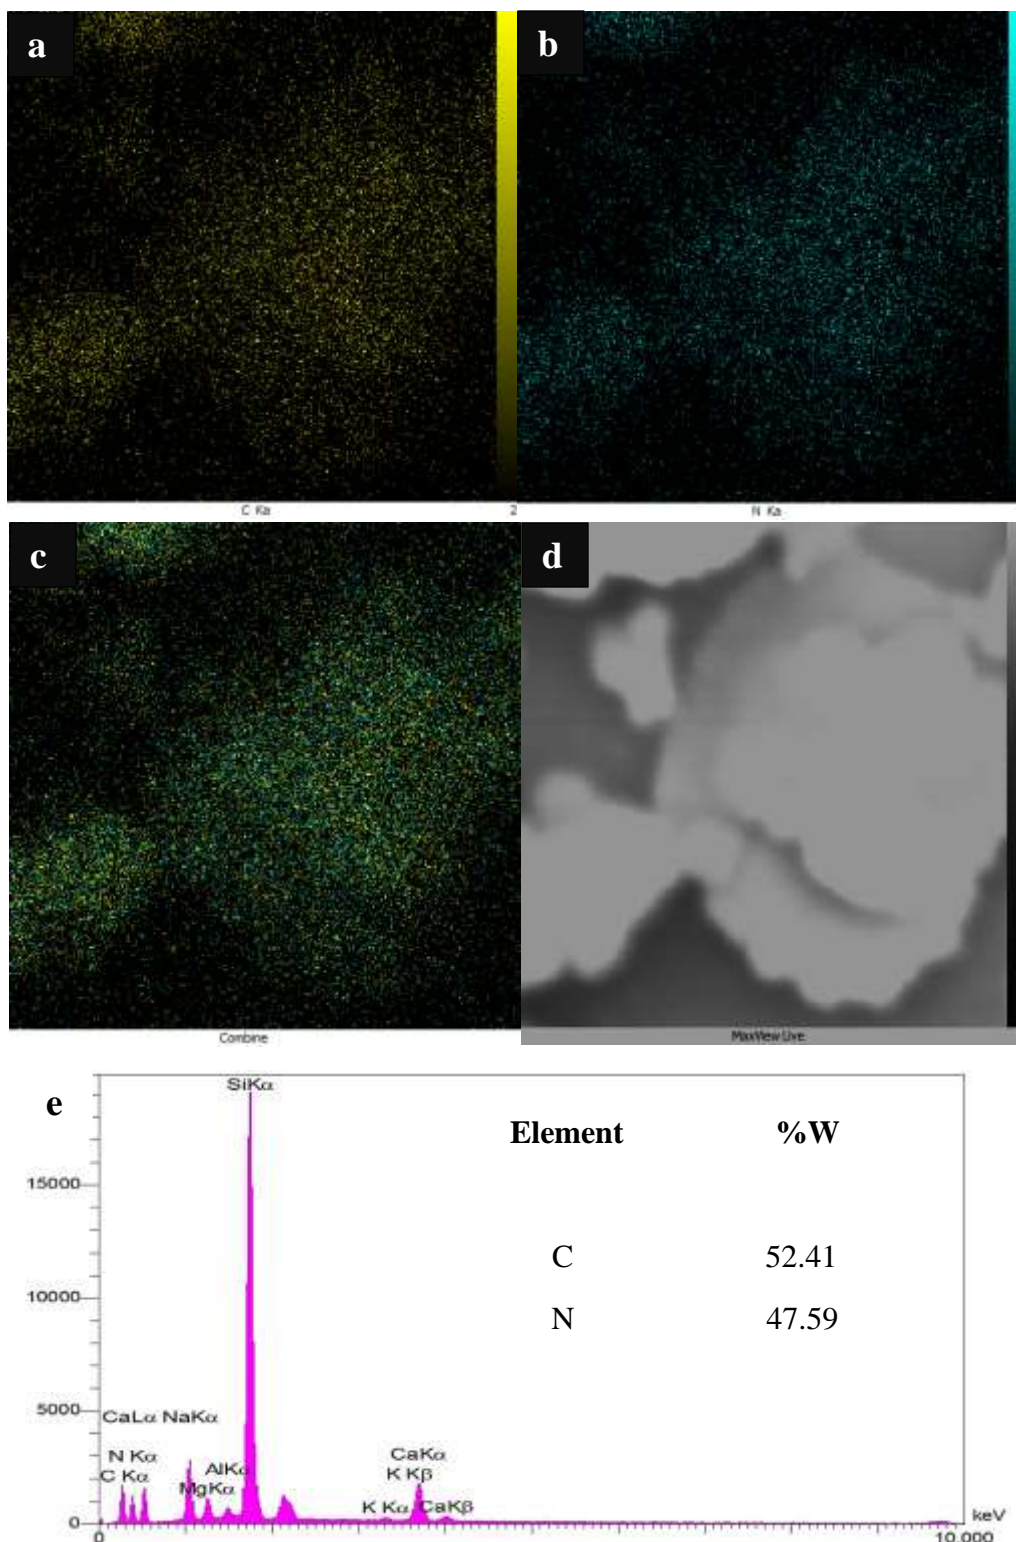 a
b
C Ka
2
N Ka
c
d
Combine
MaxView Live
e
SiKα
Element %W
15000
C 52.41
10000
N 47.59
5000
CaLα NaKα
N Kα
C Kα
AlKα
MgKα
CaKα
K Kβ
K Kα
CaKβ
0
0
10.000
keV